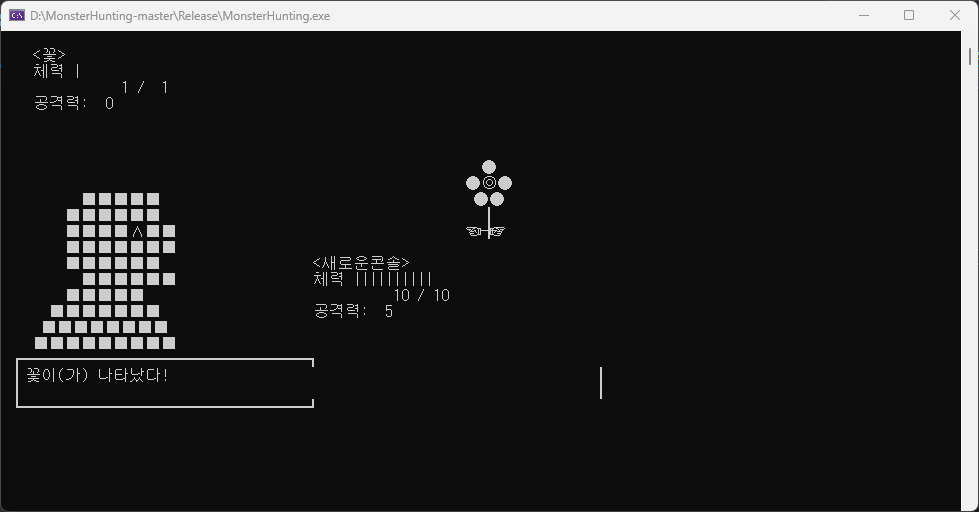 D:\MonsterHunting-master\Release\MonsterHunting.exe
<꽃>
체력 |
1 / 1
공격력: 0
<새로운콘솔>
체력 ||||||||||
10 / 10
공격력: 5
꽃이(가) 나타났다!